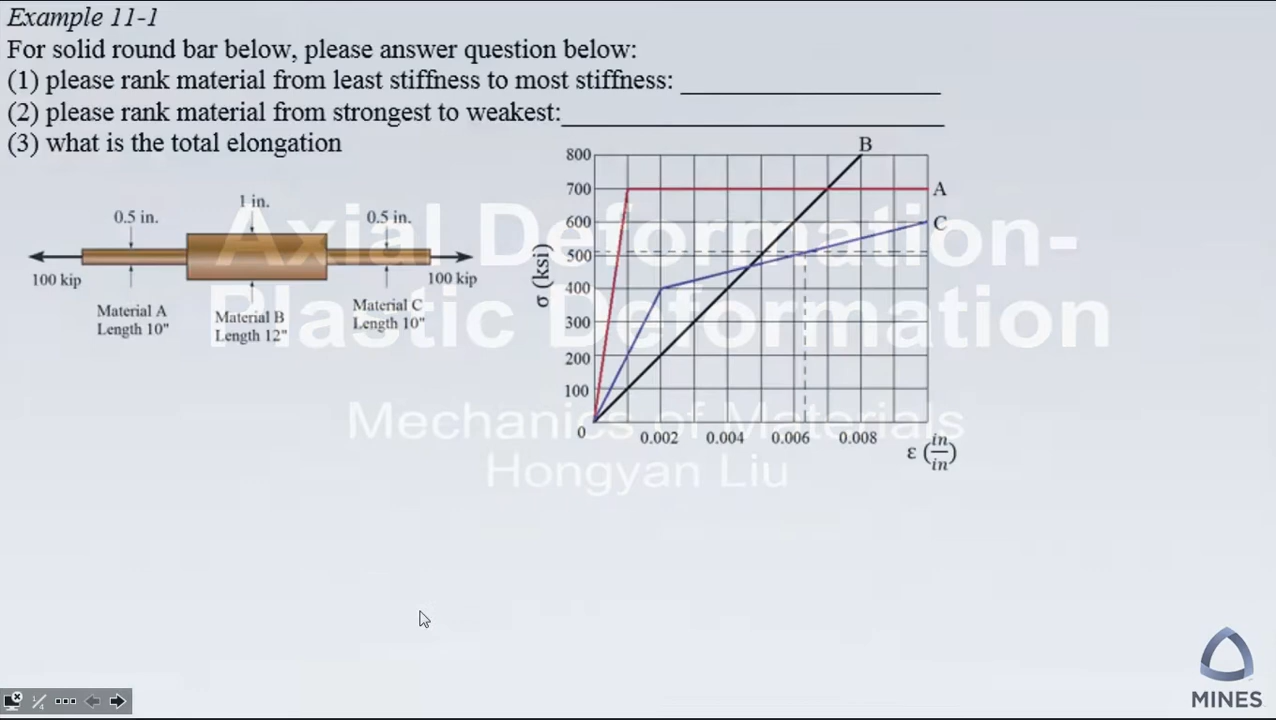 Example 11-1
For solid round bar below, please answer question below:
(1) please rank material from least stiffness to most stiffness: ____________________
(2) please rank material from strongest to weakest:_____________________________
(3) what is the total elongation
0.5 in.
1 in.
0.5 in.
100 kip
100 kip
Material A
Length 10"
Material B
Length 12"
Material C
Length 10"
B
A
C
800
700
600
500
400
300
200
100
0
σ (ksi)
0.002
0.004
0.006
0.008
ε (in/in)
Axial Deformation-
Plastic Deformation
Mechanics of Materials
Hongyan Liu
1/4
MINES